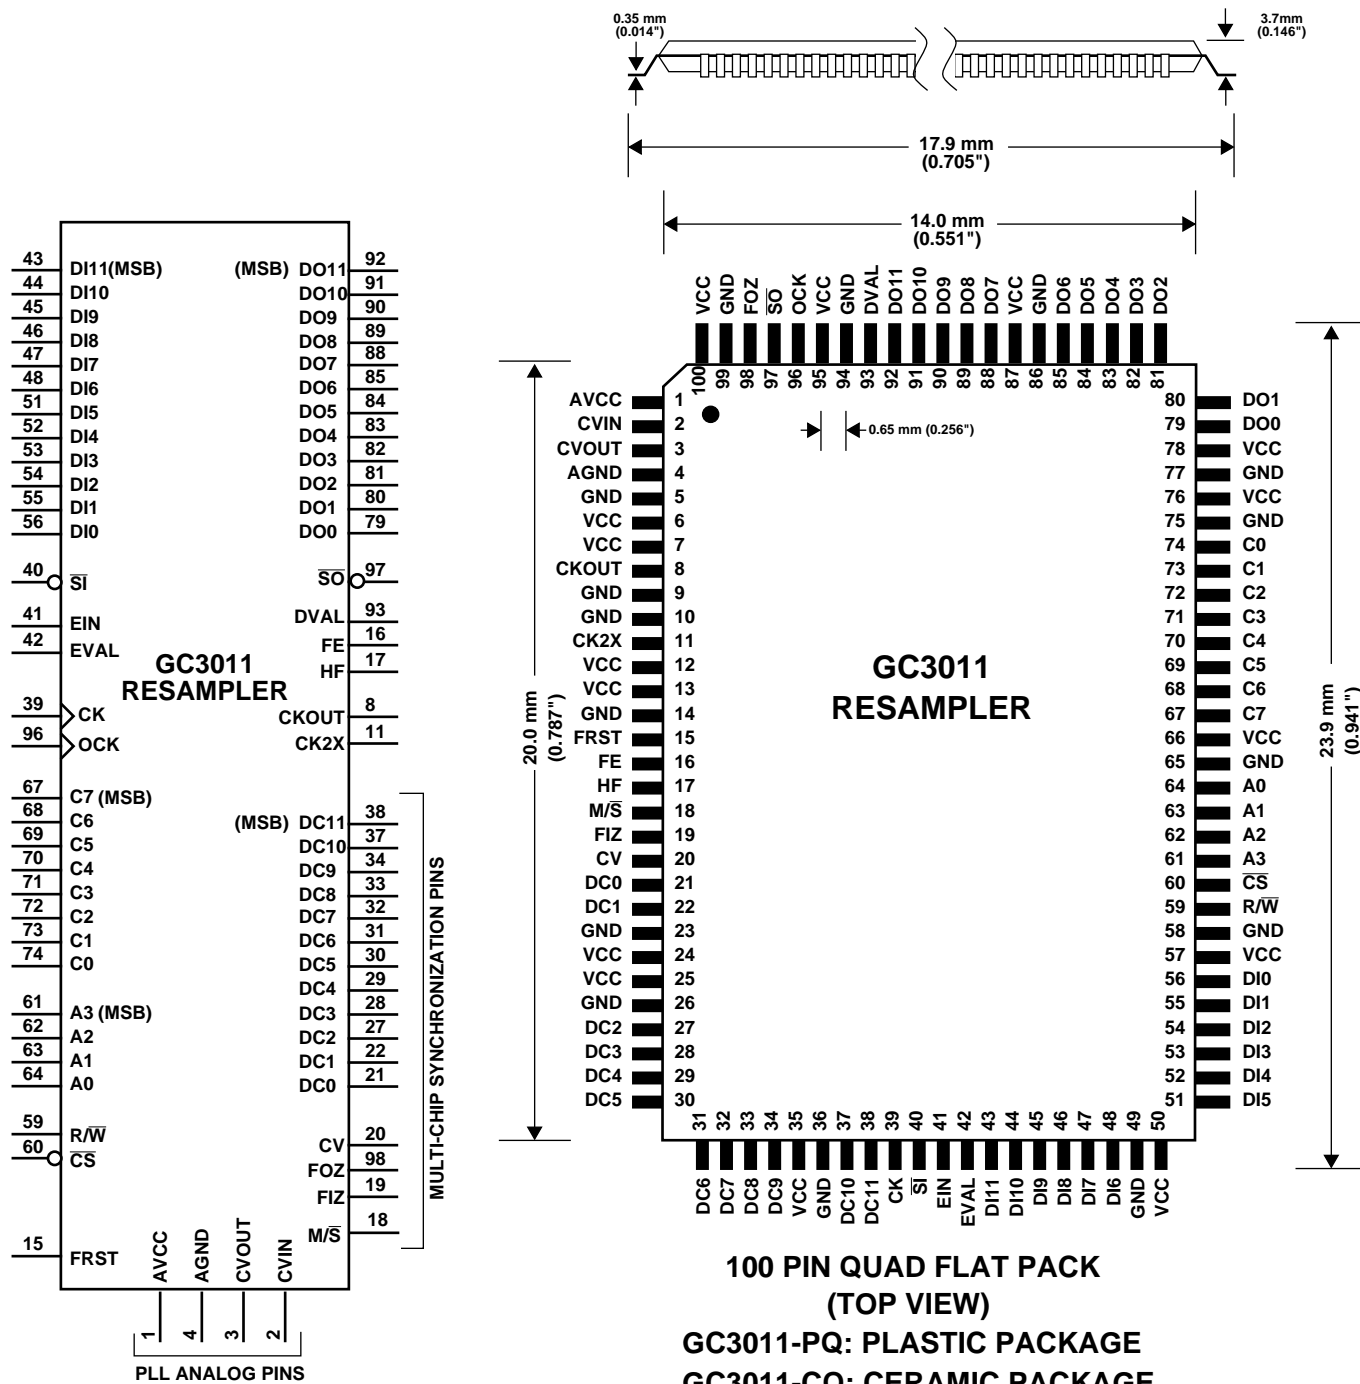 0.35 mm
(0.014")
3.7mm
(0.146")
17.9 mm
(0.705")
14.0 mm
(0.551")
43 DI11(MSB)
44 DI10
45 DI9
46 DI8
47 DI7
48 DI6
51 DI5
52 DI4
53 DI3
54 DI2
55 DI1
56 DI0
40 SI
41 EIN
42 EVAL
39 CK
96 OCK
67 C7 (MSB)
68 C6
69 C5
70 C4
71 C3
72 C2
73 C1
74 C0
61 A3 (MSB)
62 A2
63 A1
64 A0
59 R/W
60 CS
15 FRST
GC3011
RESAMPLER
(MSB) DO11 92
DO10 91
DO9 90
DO8 89
DO7 88
DO6 85
DO5 84
DO4 83
DO3 82
DO2 81
DO1 80
DO0 79
SO 97
DVAL 93
FE 16
HF 17
CKOUT 8
CK2X 11
(MSB) DC11 38
DC10 37
DC9 34
DC8 33
DC7 32
DC6 31
DC5 30
DC4 29
DC3 28
DC2 27
DC1 22
DC0 21
CV 20
FOZ 98
FIZ 19
M/S 18
MULTI-CHIP SYNCHRONIZATION PINS
AVCC 1
AGND 4
CVOUT 3
CVIN 2
PLL ANALOG PINS
VCC 100
GND 99
FOZ 98
SO 97
OCK 96
VCC 95
GND 94
DVAL 93
DO11 92
DO10 91
DO9 90
DO8 89
DO7 88
VCC 87
GND 86
DO6 85
DO5 84
DO4 83
DO3 82
DO2 81
AVCC 1
CVIN 2
CVOUT 3
AGND 4
GND 5
VCC 6
VCC 7
CKOUT 8
GND 9
GND 10
CK2X 11
VCC 12
VCC 13
GND 14
FRST 15
FE 16
HF 17
M/S 18
FIZ 19
CV 20
DC0 21
DC1 22
GND 23
VCC 24
VCC 25
GND 26
DC2 27
DC3 28
DC4 29
DC5 30
0.65 mm (0.256")
GC3011
RESAMPLER
20.0 mm
(0.787")
80 DO1
79 DO0
78 VCC
77 GND
76 VCC
75 GND
74 C0
73 C1
72 C2
71 C3
70 C4
69 C5
68 C6
67 C7
66 VCC
65 GND
64 A0
63 A1
62 A2
61 A3
60 CS
59 R/W
58 GND
57 VCC
56 DI0
55 DI1
54 DI2
53 DI3
52 DI4
51 DI5
23.9 mm
(0.941")
31 DC6
32 DC7
33 DC8
34 DC9
35 VCC
36 GND
37 DC10
38 DC11
39 CK
40 SI
41 EIN
42 EVAL
43 DI11
44 DI10
45 DI9
46 DI8
47 DI7
48 DI6
49 GND
50 VCC
100 PIN QUAD FLAT PACK
(TOP VIEW)
GC3011-PQ: PLASTIC PACKAGE
GC3011-CQ: CERAMIC PACKAGE